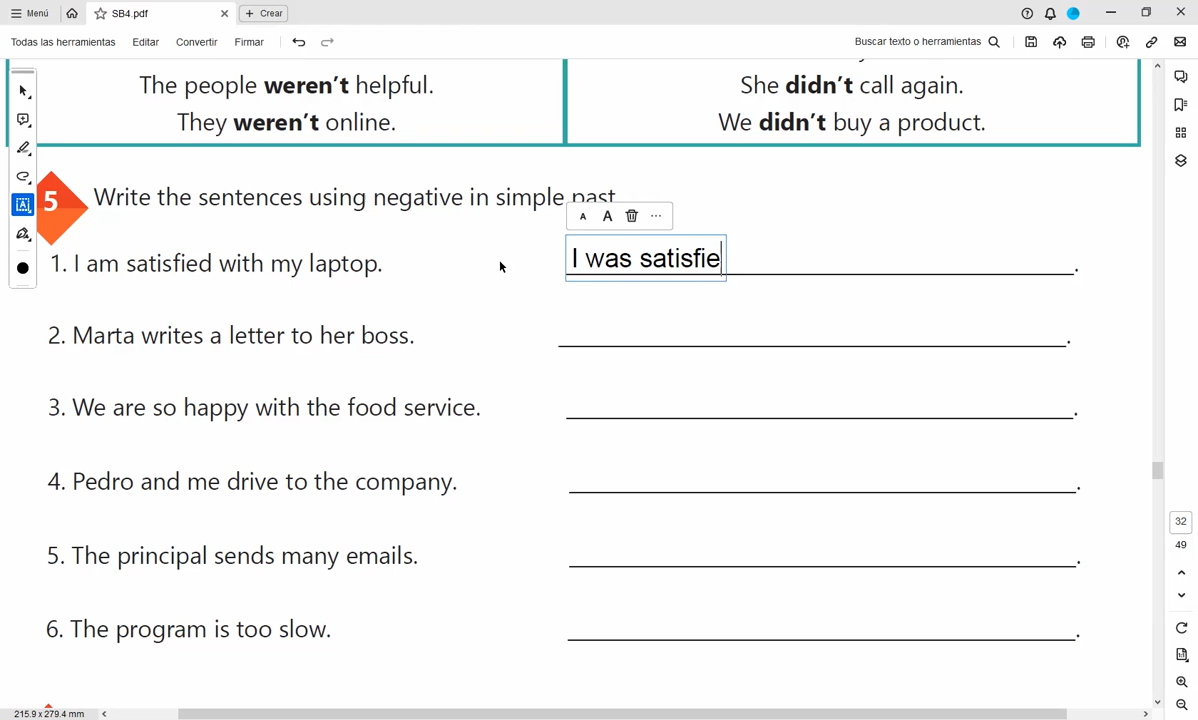 Menú
SB4.pdf
Crear
Todas las herramientas
Editar
Convertir
Firmar
Buscar texto o herramientas
The people weren't helpful.
They weren't online.
She didn't call again.
We didn't buy a product.
5
Write the sentences using negative in simple past
A A ...
1. I am satisfied with my laptop.
I was satisfie
.
2. Marta writes a letter to her boss.
.
3. We are so happy with the food service.
.
4. Pedro and me drive to the company.
.
5. The principal sends many emails.
.
6. The program is too slow.
.
32
49
215.9 x 279.4 mm